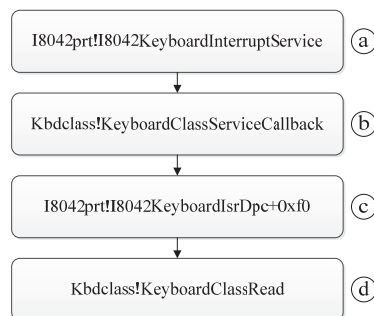 I8042prt!I8042KeyboardInterruptService
a
Kbdclass!KeyboardClassServiceCallback
b
I8042prt!I8042KeyboardIsrDpc+0xf0
c
Kbdclass!KeyboardClassRead
d